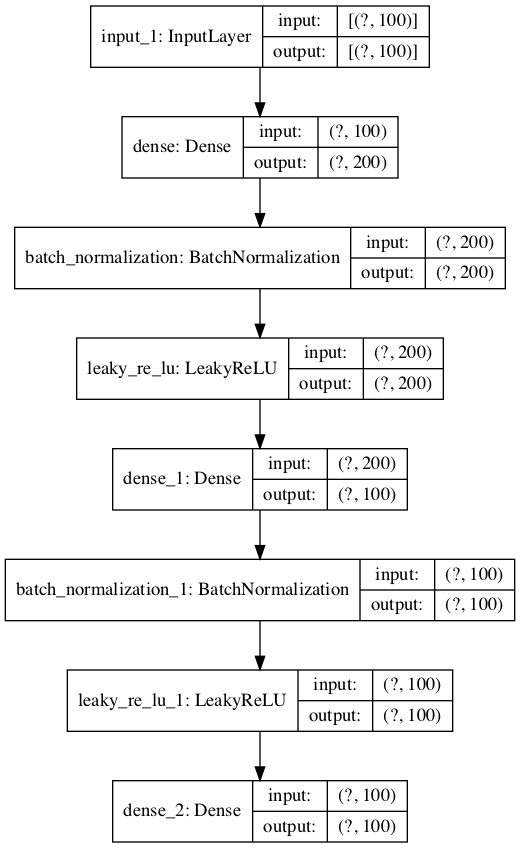 input_1: InputLayer
input:
[(?, 100)]
output:
[(?, 100)]
dense: Dense
input:
(?, 100)
output:
(?, 200)
batch_normalization: BatchNormalization
input:
(?, 200)
output:
(?, 200)
leaky_re_lu: LeakyReLU
input:
(?, 200)
output:
(?, 200)
dense_1: Dense
input:
(?, 200)
output:
(?, 100)
batch_normalization_1: BatchNormalization
input:
(?, 100)
output:
(?, 100)
leaky_re_lu_1: LeakyReLU
input:
(?, 100)
output:
(?, 100)
dense_2: Dense
input:
(?, 100)
output:
(?, 100)